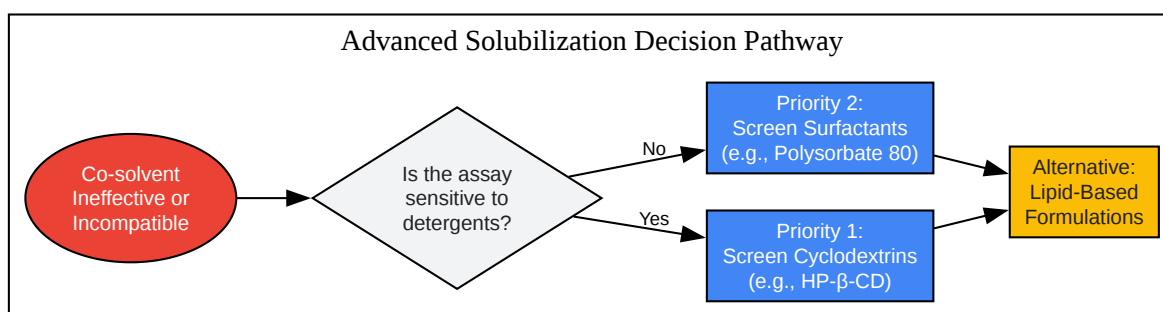 Advanced Solubilization Decision Pathway
Co-solvent
Ineffective or
Incompatible
Is the assay
sensitive to
detergents?
No
Yes
Priority 2:
Screen Surfactants
(e.g., Polysorbate 80)
Priority 1:
Screen Cyclodextrins
(e.g., HP-β-CD)
Alternative:
Lipid-Based
Formulations